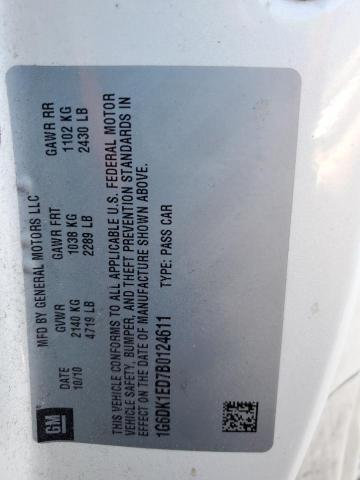 MFD BY GENERAL MOTORS LLC
DATE GVWR GAWR FRT GAWR RR
10/10 2140 KG 1038 KG 1102 KG
4719 LB 2289 LB 2430 LB
THIS VEHICLE CONFORMS TO ALL APPLICABLE U.S. FEDERAL MOTOR
VEHICLE SAFETY, BUMPER, AND THEFT PREVENTION STANDARDS IN
EFFECT ON THE DATE OF MANUFACTURE SHOWN ABOVE.
1G6DK1ED7B0124611 TYPE: PASS CAR
GM